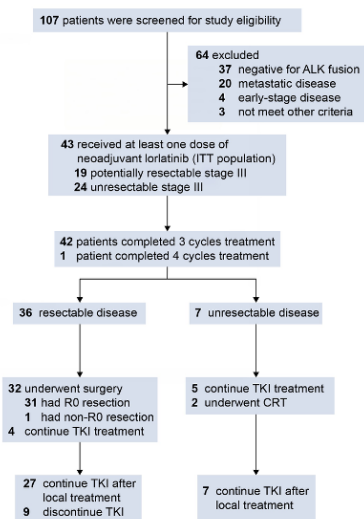 107 patients were screened for study eligibility
64 excluded
37 negative for ALK fusion
20 metastatic disease
4 early-stage disease
3 not meet other criteria
43 received at least one dose of
neoadjuvant lorlatinib (ITT population)
19 potentially resectable stage III
24 unresectable stage III
42 patients completed 3 cycles treatment
1 patient completed 4 cycles treatment
36 resectable disease
7 unresectable disease
32 underwent surgery
31 had R0 resection
1 had non-R0 resection
4 continue TKI treatment
5 continue TKI treatment
2 underwent CRT
27 continue TKI after
local treatment
9 discontinue TKI
7 continue TKI after
local treatment